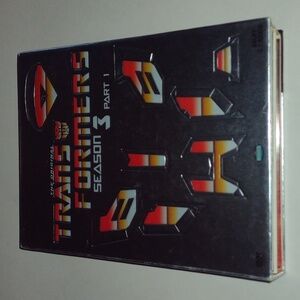 THE ORIGINAL
TRANSFORMERS
SEASON 3 PART 1